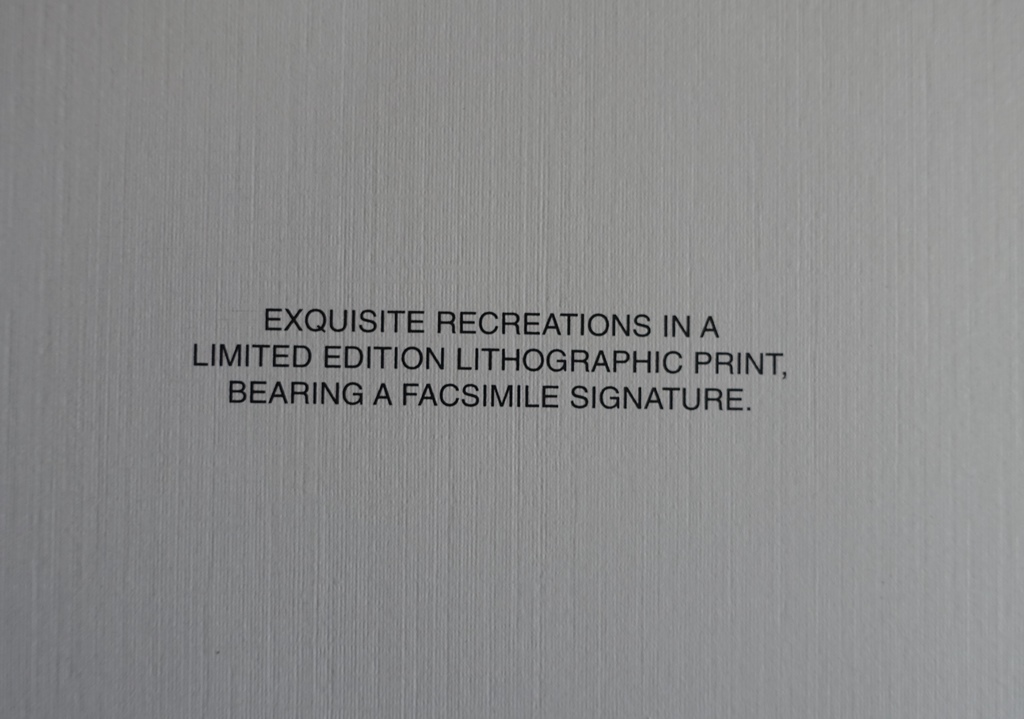 EXQUISITE RECREATIONS IN A
LIMITED EDITION LITHOGRAPHIC PRINT,
BEARING A FACSIMILE SIGNATURE.